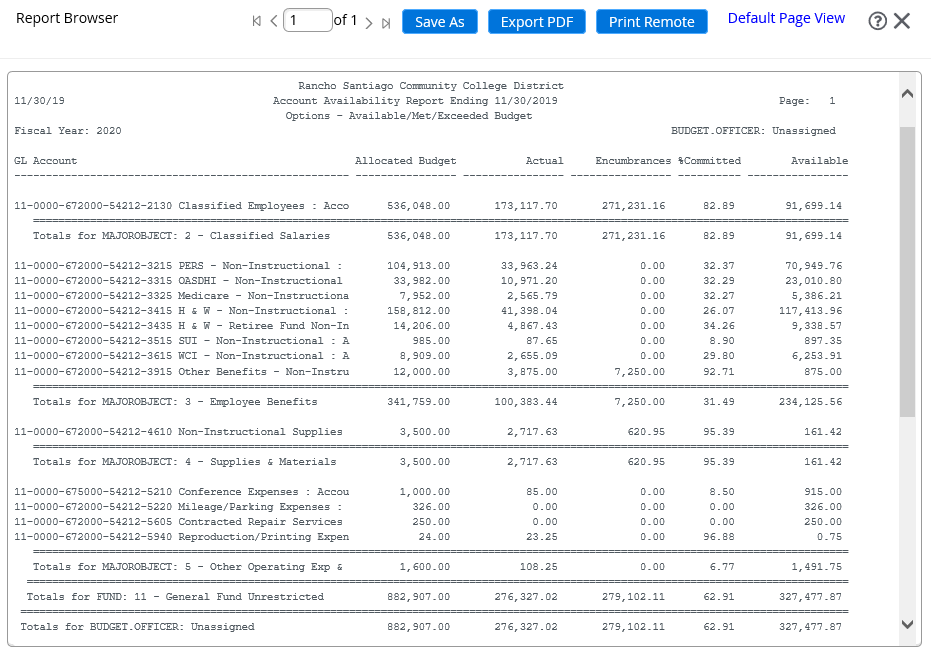 Report Browser 1 of 1 Save As Export PDF Print Remote Default Page View ?
Rancho Santiago Community College District
11/30/19 Account Availability Report Ending 11/30/2019 Page: 1
Options - Available/Met/Exceeded Budget
Fiscal Year: 2020 BUDGET.OFFICER: Unassigned
GL Account Allocated Budget Actual Encumbrances %Committed Available
11-0000-672000-54212-2130 Classified Employees : Acco 536,048.00 173,117.70 271,231.16 82.89 91,699.14
Totals for MAJOROBJECT: 2 - Classified Salaries 536,048.00 173,117.70 271,231.16 82.89 91,699.14
11-0000-672000-54212-3215 PERS - Non-Instructional : 104,913.00 33,963.24 0.00 32.37 70,949.76
11-0000-672000-54212-3315 OASDHI - Non-Instructional 33,982.00 10,971.20 0.00 32.29 23,010.80
11-0000-672000-54212-3325 Medicare - Non-Instructiona 7,952.00 2,565.79 0.00 32.27 5,386.21
11-0000-672000-54212-3415 H & W - Non-Instructional : 158,812.00 41,398.04 0.00 26.07 117,413.96
11-0000-672000-54212-3435 H & W - Retiree Fund Non-In 14,206.00 4,867.43 0.00 34.26 9,338.57
11-0000-672000-54212-3515 SUI - Non-Instructional : A 985.00 87.65 0.00 8.90 897.35
11-0000-672000-54212-3615 WCI - Non-Instructional : A 8,909.00 2,655.09 0.00 29.80 6,253.91
11-0000-672000-54212-3915 Other Benefits - Non-Instru 12,000.00 3,875.00 7,250.00 92.71 875.00
Totals for MAJOROBJECT: 3 - Employee Benefits 341,759.00 100,383.44 7,250.00 31.49 234,125.56
11-0000-672000-54212-4610 Non-Instructional Supplies 3,500.00 2,717.63 620.95 95.39 161.42
Totals for MAJOROBJECT: 4 - Supplies & Materials 3,500.00 2,717.63 620.95 95.39 161.42
11-0000-675000-54212-5210 Conference Expenses : Accou 1,000.00 85.00 0.00 8.50 915.00
11-0000-672000-54212-5220 Mileage/Parking Expenses : 326.00 0.00 0.00 0.00 326.00
11-0000-672000-54212-5605 Contracted Repair Services 250.00 0.00 0.00 0.00 250.00
11-0000-672000-54212-5940 Reproduction/Printing Expen 24.00 23.25 0.00 96.88 0.75
Totals for MAJOROBJECT: 5 - Other Operating Exp & 1,600.00 108.25 0.00 6.77 1,491.75
Totals for FUND: 11 - General Fund Unrestricted 882,907.00 276,327.02 279,102.11 62.91 327,477.87
Totals for BUDGET.OFFICER: Unassigned 882,907.00 276,327.02 279,102.11 62.91 327,477.87